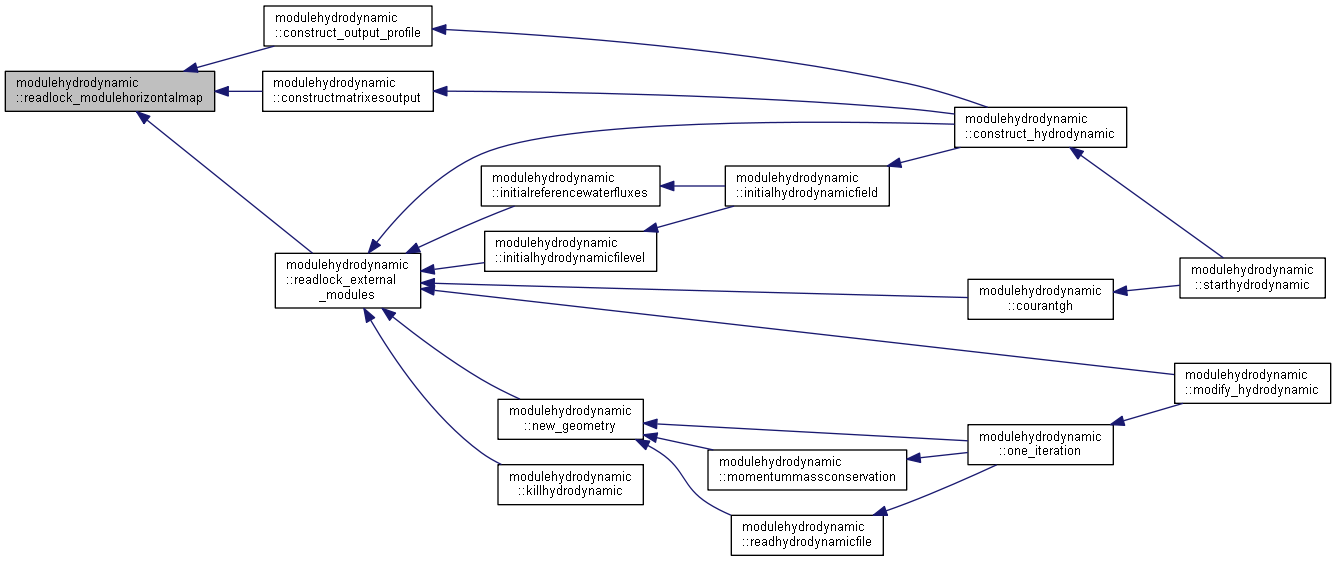 modulehydrodynamic
::construct_output_profile
modulehydrodynamic
::readlock_modulehorizontalmap
modulehydrodynamic
::constructmatrixesoutput
modulehydrodynamic
::construct_hydrodynamic
modulehydrodynamic
::initialreferencewaterfluxes
modulehydrodynamic
::initialhydrodynamicfield
modulehydrodynamic
::initialhydrodynamicfilevel
modulehydrodynamic
::readlock_external
_modules
modulehydrodynamic
::starthydrodynamic
modulehydrodynamic
::courantgh
modulehydrodynamic
::modify_hydrodynamic
modulehydrodynamic
::new_geometry
modulehydrodynamic
::one_iteration
modulehydrodynamic
::momentummassconservation
modulehydrodynamic
::killhydrodynamic
modulehydrodynamic
::readhydrodynamicfile